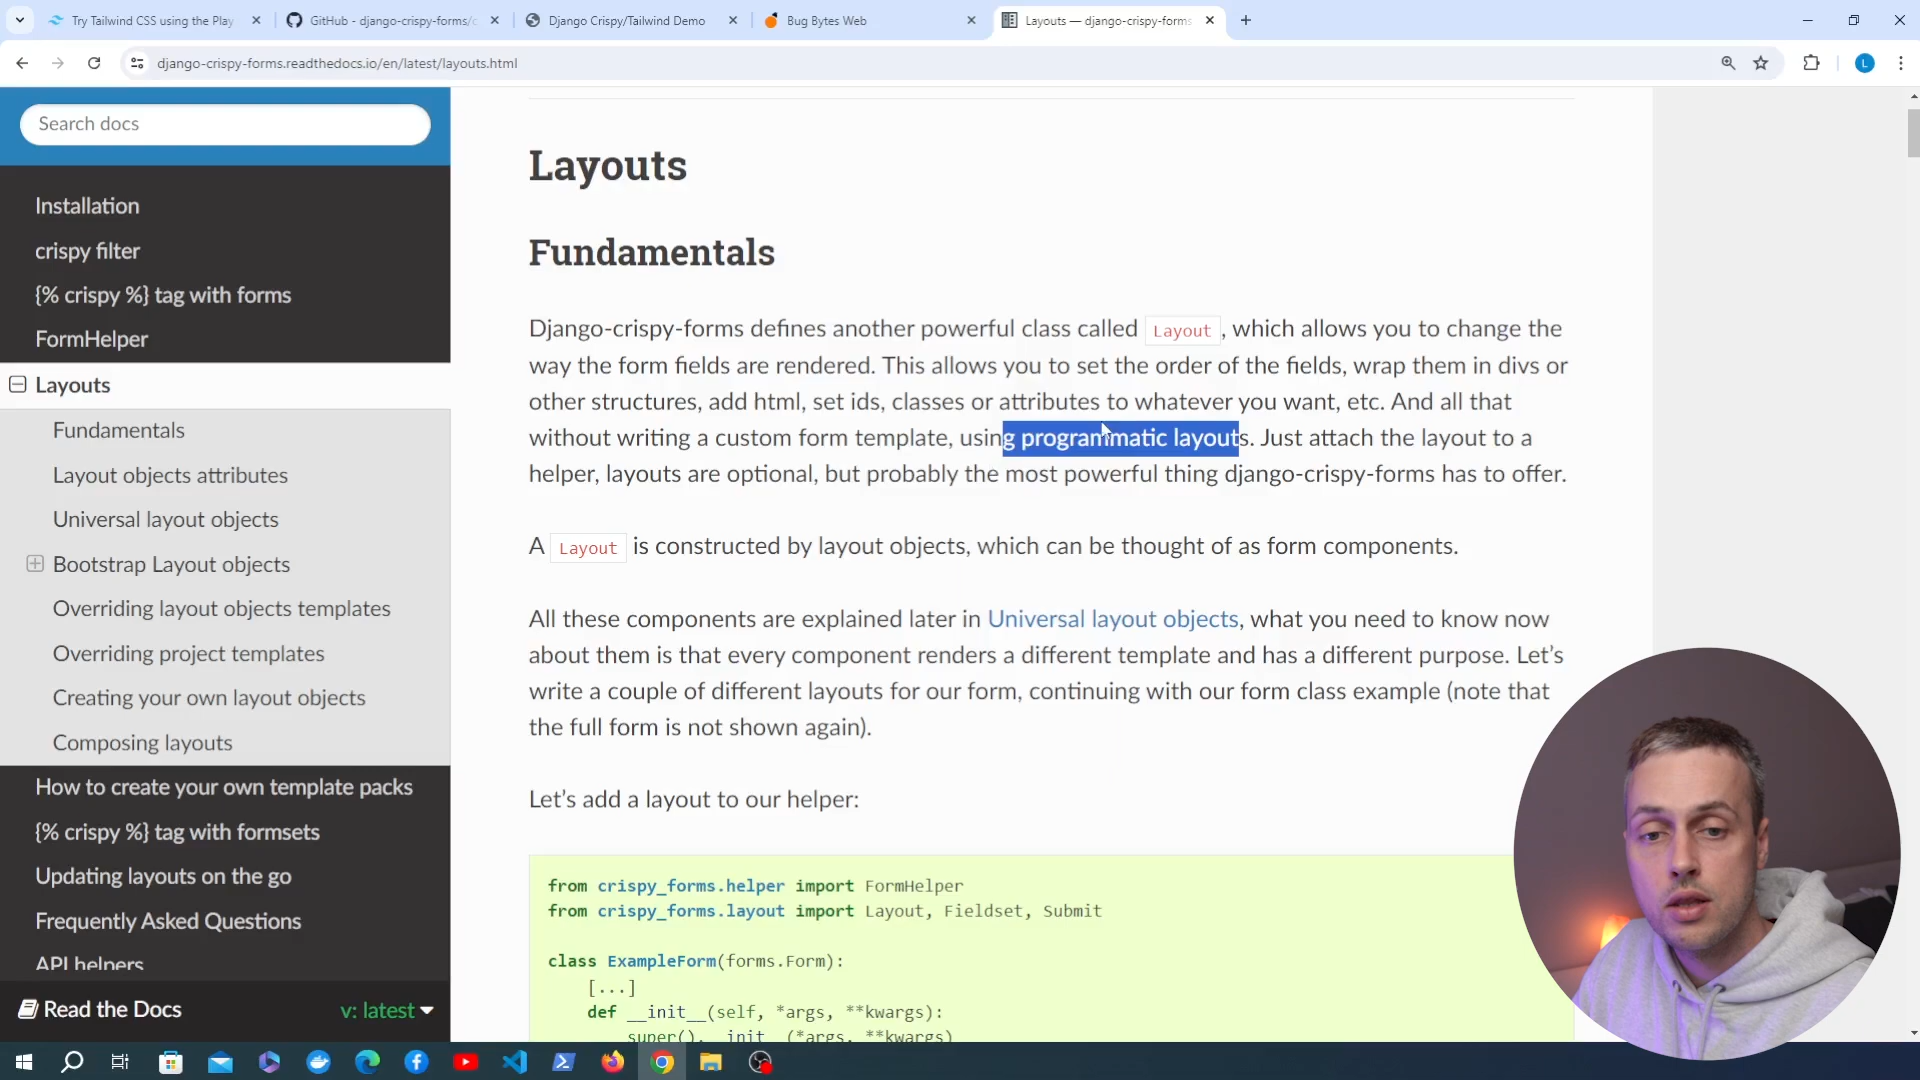 Try Tailwind CSS using the Play
GitHub - django-crispy-forms/c
Django Crispy/Tailwind Demo
Bug Bytes Web
Layouts — django-crispy-forms
django-crispy-forms.readthedocs.io/en/latest/layouts.html
L
Search docs
Installation
crispy filter
{% crispy %} tag with forms
FormHelper
Layouts
Fundamentals
Layout objects attributes
Universal layout objects
Bootstrap Layout objects
Overriding layout objects templates
Overriding project templates
Creating your own layout objects
Composing layouts
How to create your own template packs
{% crispy %} tag with formsets
Updating layouts on the go
Frequently Asked Questions
API helpers
Read the Docs
v: latest
Layouts
Fundamentals
Django-crispy-forms defines another powerful class called Layout, which allows you to change the
way the form fields are rendered. This allows you to set the order of the fields, wrap them in divs or
other structures, add html, set ids, classes or attributes to whatever you want, etc. And all that
without writing a custom form template, using programmatic layouts. Just attach the layout to a
helper, layouts are optional, but probably the most powerful thing django-crispy-forms has to offer.
A Layout is constructed by layout objects, which can be thought of as form components.
All these components are explained later in Universal layout objects, what you need to know now
about them is that every component renders a different template and has a different purpose. Let's
write a couple of different layouts for our form, continuing with our form class example (note that
the full form is not shown again).
Let's add a layout to our helper:
from crispy_forms.helper import FormHelper
from crispy_forms.layout import Layout, Fieldset, Submit
class ExampleForm(forms.Form):
[...]
def __init__(self, *args, **kwargs):
super().__init__(*args, **kwargs)